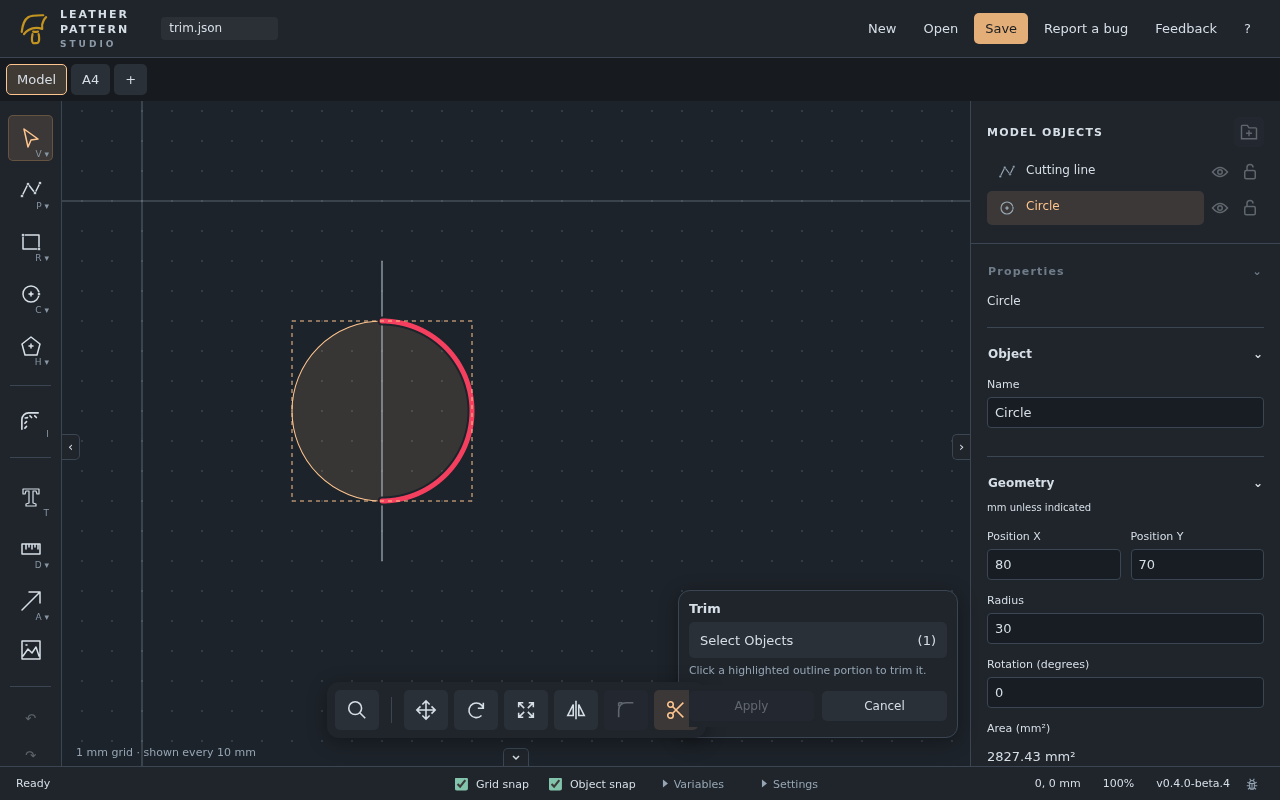 LEATHER
PATTERN
STUDIO
trim.json
New
Open
Save
Report a bug
Feedback
?
Model
A4
+
V
P
R
C
H
I
T
D
A
MODEL OBJECTS
Cutting line
Circle
Properties
Circle
Object
Name
Circle
Geometry
mm unless indicated
Position X
Position Y
80
70
Radius
30
Rotation (degrees)
0
Area (mm²)
2827.43 mm²
Trim
Select Objects (1)
Click a highlighted outline portion to trim it.
Apply
Cancel
1 mm grid · shown every 10 mm
Ready
Grid snap
Object snap
Variables
Settings
0, 0 mm
100%
v0.4.0-beta.4